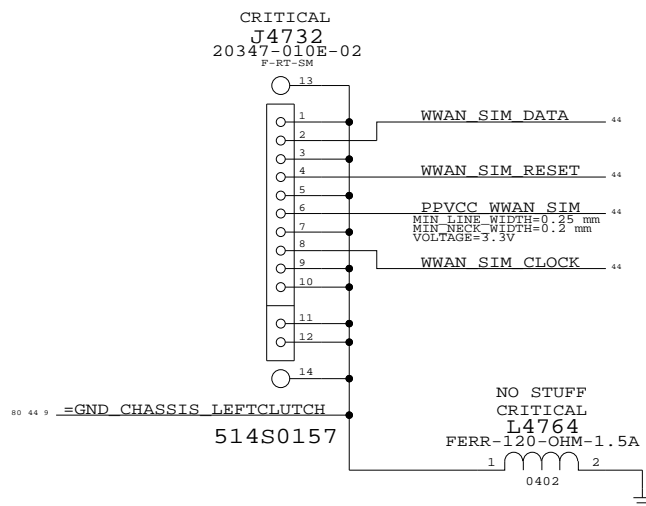 CRITICAL
J4732
20347-010E-02
F-RT-SM
13
1
WWAN_SIM_DATA 44
2
3
4
WWAN_SIM_RESET 44
5
6
PPVCC_WWAN_SIM 44
MIN_LINE_WIDTH=0.25 mm
MIN_NECK_WIDTH=0.2 mm
VOLTAGE=3.3V
7
8
9
WWAN_SIM_CLOCK 44
10
11
12
14
80 44 9 =GND_CHASSIS_LEFTCLUTCH
514S0157
NO STUFF
CRITICAL
L4764
FERR-120-OHM-1.5A
1 2
0402